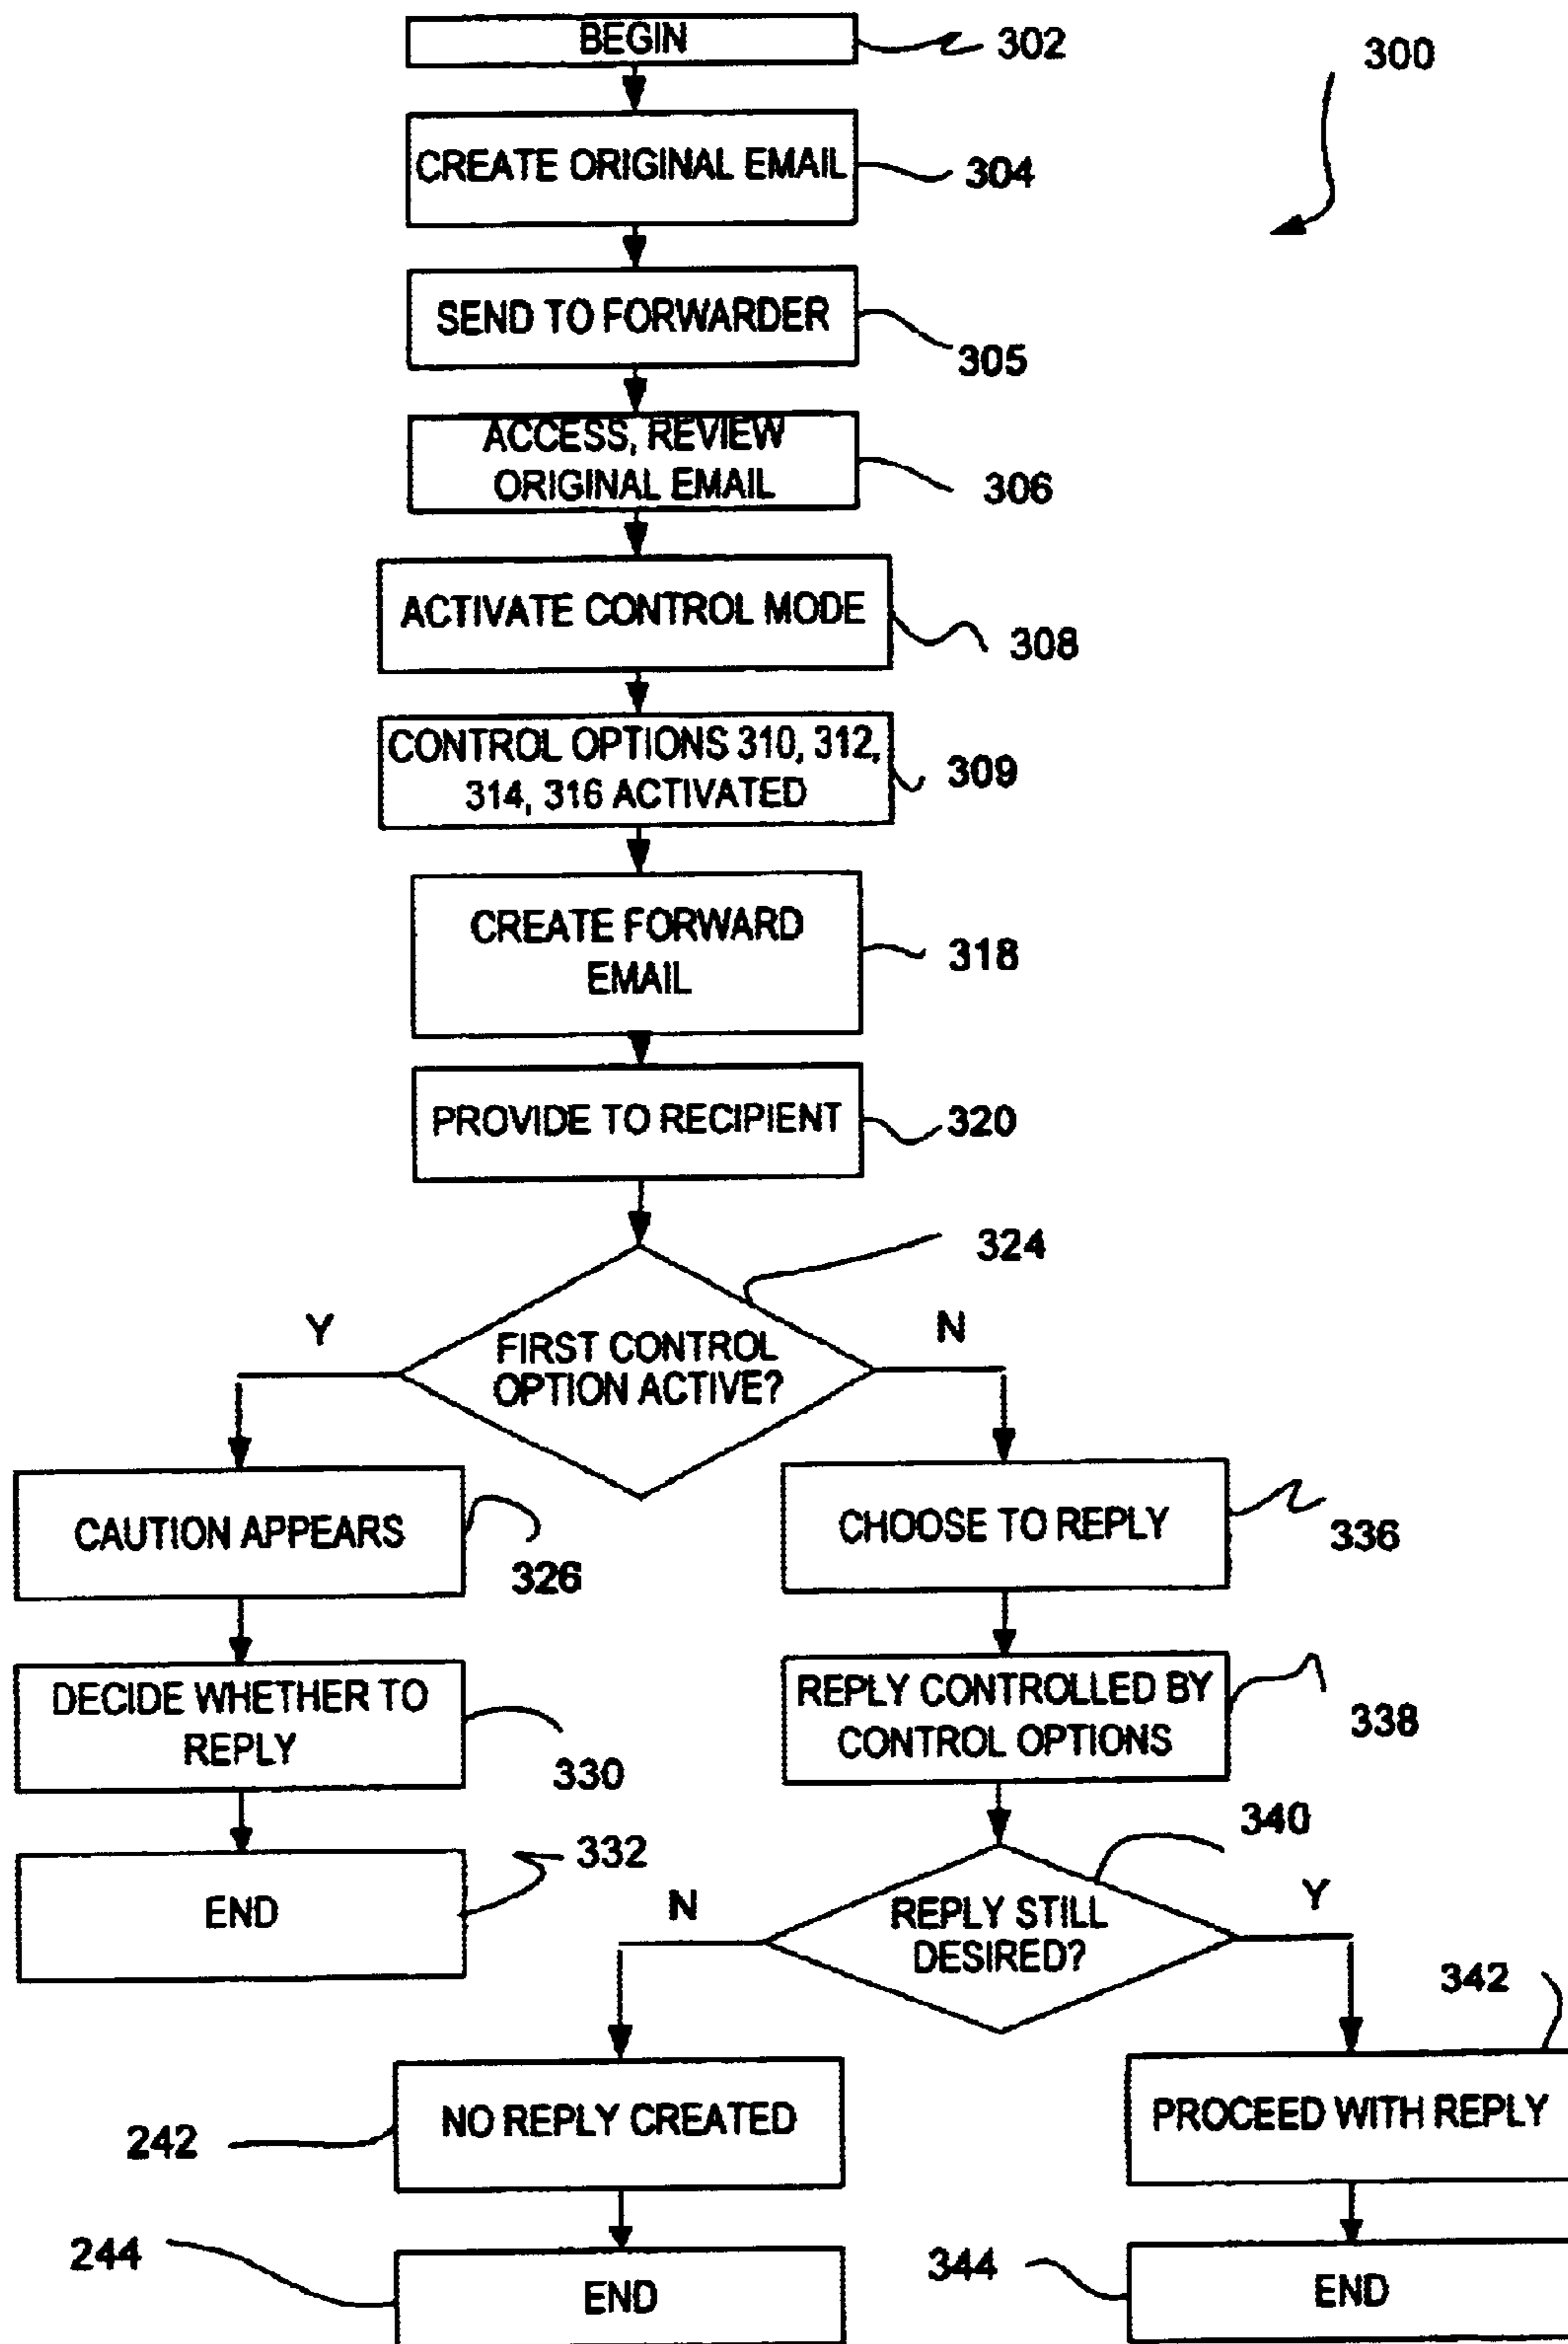 BEGIN
302
300
CREATE ORIGINAL EMAIL
304
SEND TO FORWARDER
305
ACCESS, REVIEW
ORIGINAL EMAIL
306
ACTIVATE CONTROL MODE
308
CONTROL OPTIONS 310, 312,
314, 316 ACTIVATED
309
CREATE FORWARD
EMAIL
318
PROVIDE TO RECIPIENT
320
324
Y
N
FIRST CONTROL
OPTION ACTIVE?
CAUTION APPEARS
326
CHOOSE TO REPLY
336
DECIDE WHETHER TO
REPLY
330
REPLY CONTROLLED BY
CONTROL OPTIONS
338
340
END
332
N
REPLY STILL
DESIRED?
Y
342
NO REPLY CREATED
242
PROCEED WITH REPLY
244
END
344
END